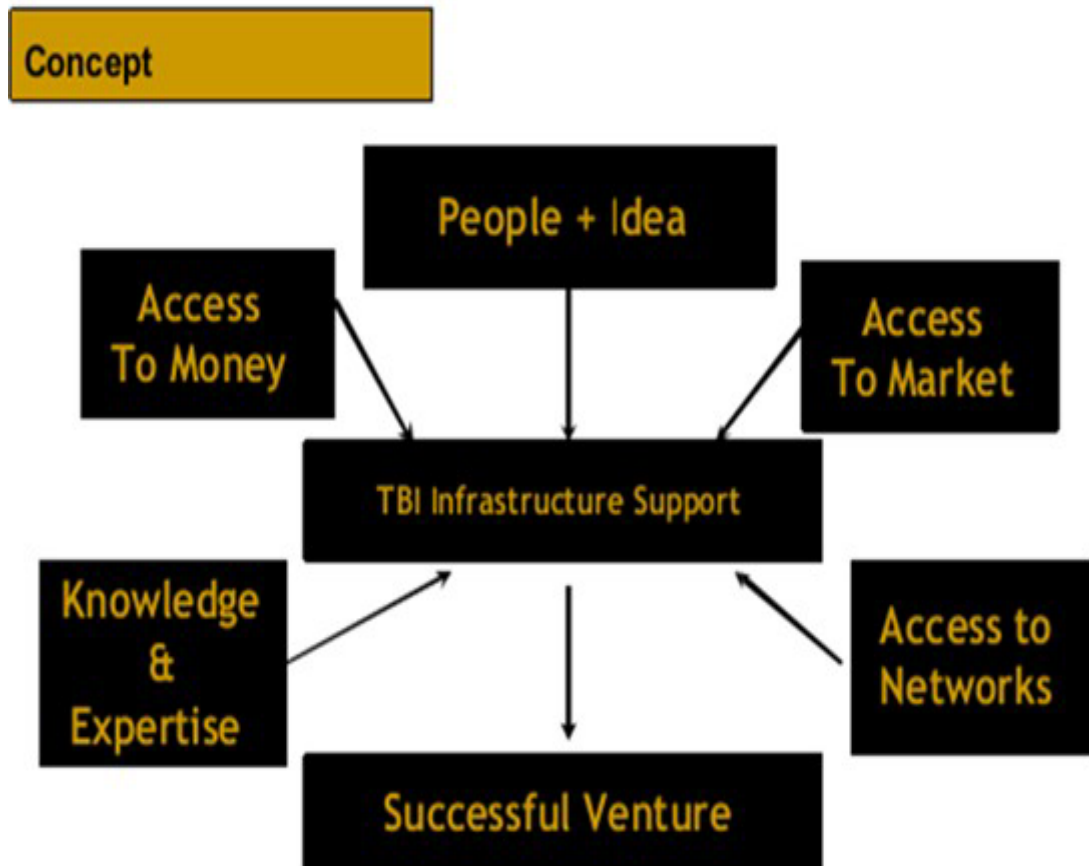 Concept
People + Idea
Access
To Money
Access
To Market
TBI Infrastructure Support
Knowledge
&
Expertise
Access to
Networks
Successful Venture